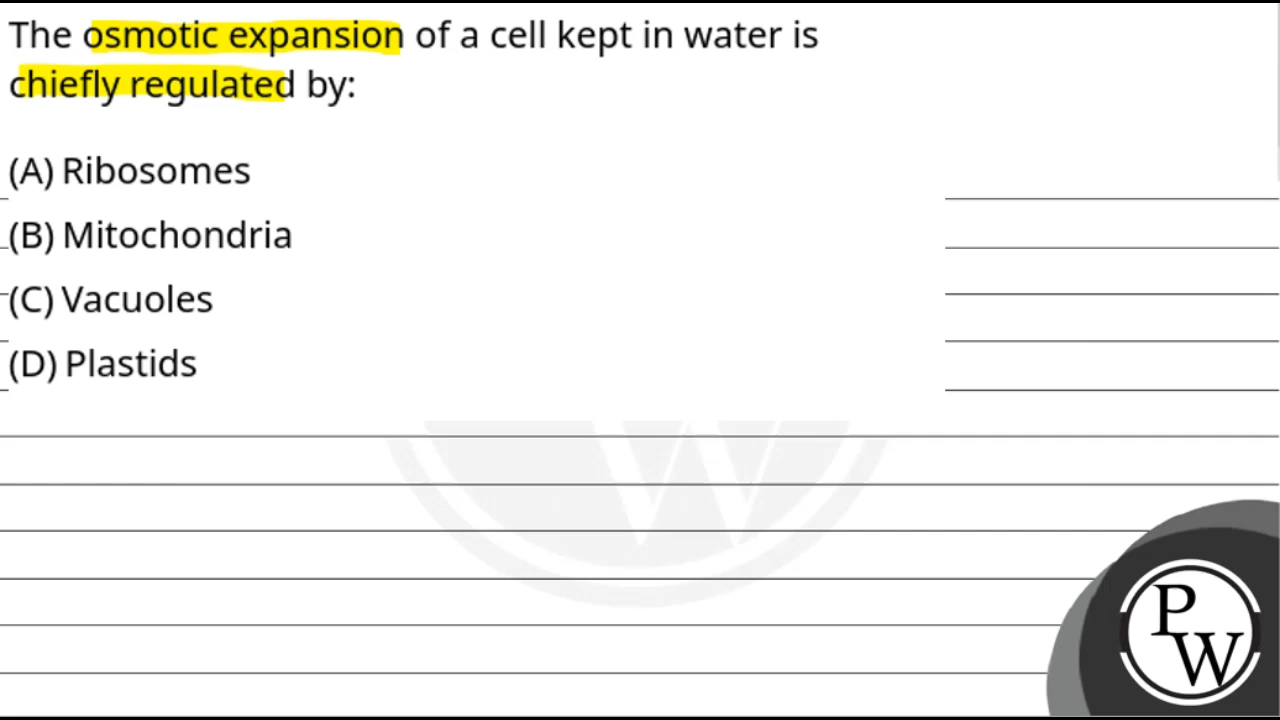 The osmotic expansion of a cell kept in water is
chiefly regulated by:
(A) Ribosomes
(B) Mitochondria
(C) Vacuoles
(D) Plastids
W
PW